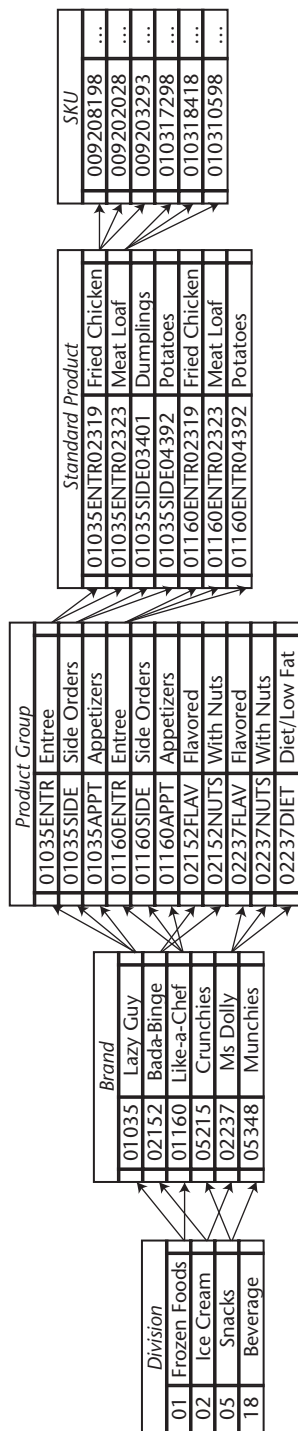 Division
01 Frozen Foods
02 Ice Cream
05 Snacks
18 Beverage
Brand
01035 Lazy Guy
02152 Bada-Binge
01160 Like-a-Chef
05215 Crunchies
02237 Ms Dolly
05348 Munchies
Product Group
01035ENTR Entree
01035SIDE Side Orders
01035APPT Appetizers
01160ENTR Entree
01160SIDE Side Orders
01160APPT Appetizers
02152FLAV Flavored
02152NUTS With Nuts
02237FLAV Flavored
02237NUTS With Nuts
02237DIET Diet/Low Fat
Standard Product
01035ENTR02319 Fried Chicken
01035ENTR02323 Meat Loaf
01035SIDE03401 Dumplings
01035SIDE04392 Potatoes
01160ENTR02319 Fried Chicken
01160ENTR02323 Meat Loaf
01160ENTR04392 Potatoes
SKU
009208198 ...
009202028 ...
009203293 ...
010317298 ...
010318418 ...
010310598 ...